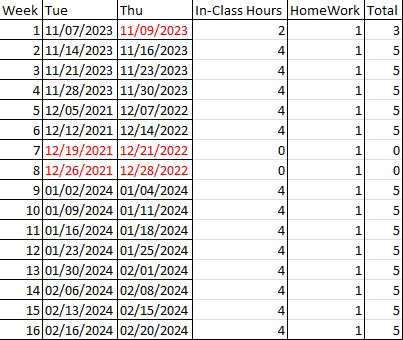 Week Tue Thu In-Class Hours HomeWork Total
1 11/07/2023 11/09/2023 2 1 3
2 11/14/2023 11/16/2023 4 1 5
3 11/21/2023 11/23/2023 4 1 5
4 11/28/2023 11/30/2023 4 1 5
5 12/05/2021 12/07/2022 4 1 5
6 12/12/2021 12/14/2022 4 1 5
7 12/19/2021 12/21/2022 0 1 0
8 12/26/2021 12/28/2022 0 1 0
9 01/02/2024 01/04/2024 4 1 5
10 01/09/2024 01/11/2024 4 1 5
11 01/16/2024 01/18/2024 4 1 5
12 01/23/2024 01/25/2024 4 1 5
13 01/30/2024 02/01/2024 4 1 5
14 02/06/2024 02/08/2024 4 1 5
15 02/13/2024 02/15/2024 4 1 5
16 02/16/2024 02/20/2024 4 1 5